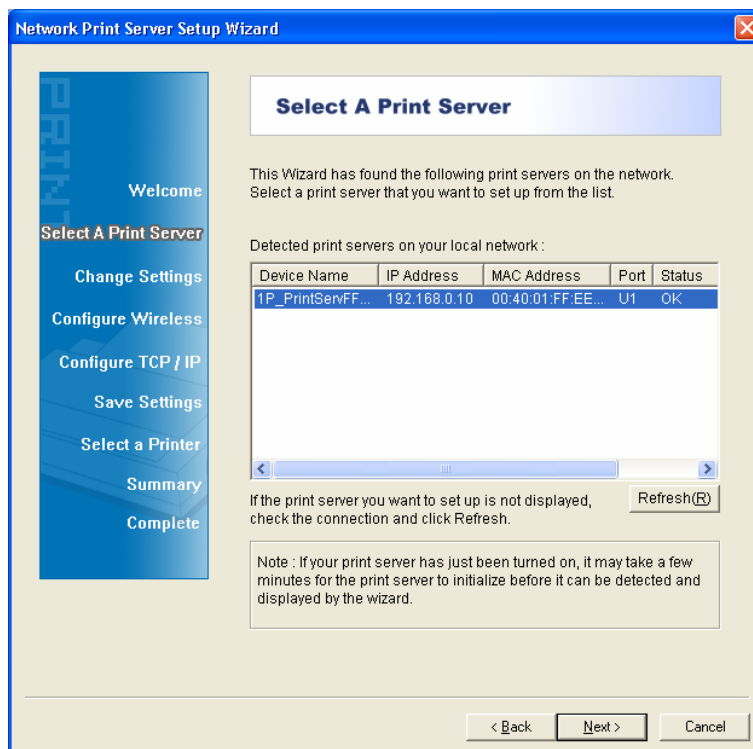 Network Print Server Setup Wizard
PRINT
Welcome
Select A Print Server
Change Settings
Configure Wireless
Configure TCP / IP
Save Settings
Select a Printer
Summary
Complete
Select A Print Server
This Wizard has found the following print servers on the network.
Select a print server that you want to set up from the list.
Detected print servers on your local network :
Device Name IP Address MAC Address Port Status
1P_PrintServFF... 192.168.0.10 00:40:01:FF:EE... U1 OK
If the print server you want to set up is not displayed,
check the connection and click Refresh.
Refresh(R)
Note : If your print server has just been turned on, it may take a few
minutes for the print server to initialize before it can be detected and
displayed by the wizard.
< Back Next > Cancel